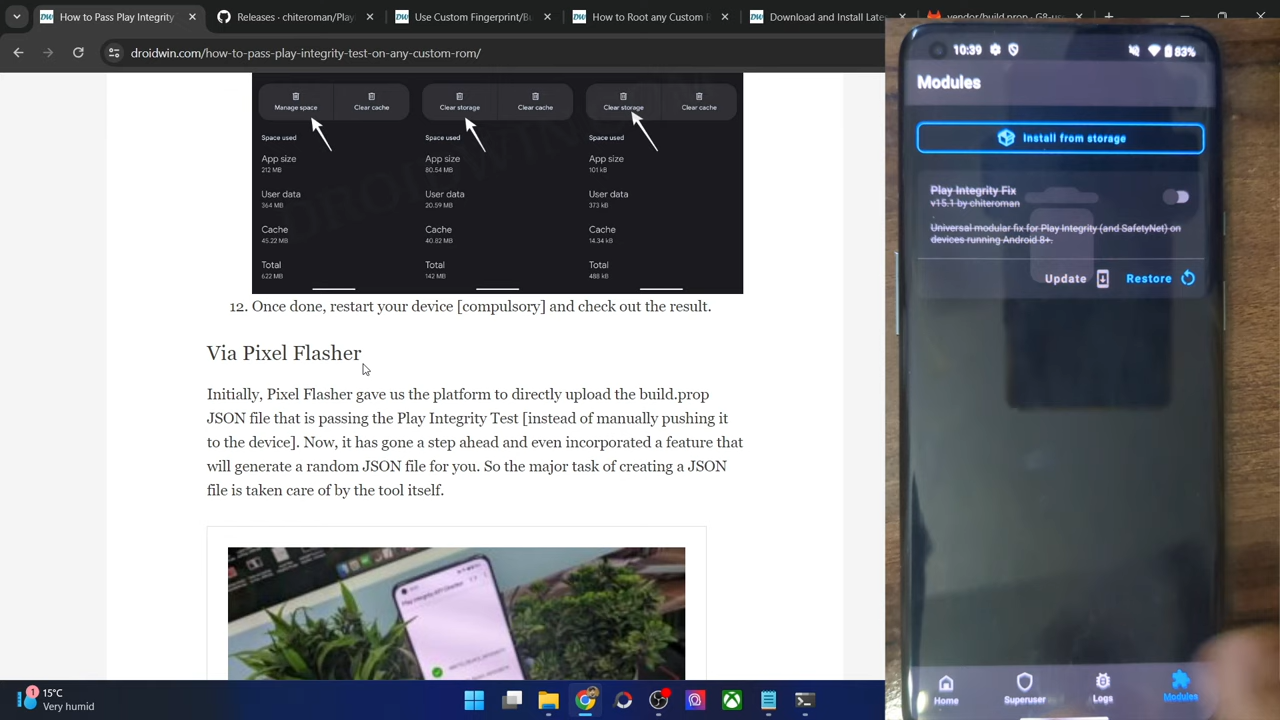 How to Pass Play Integrity
Releases · chiteroman/Play
Use Custom Fingerprint/Bu
How to Root any Custom R
Download and Install Late
vendor/build.prop · G8-us
droidwin.com/how-to-pass-play-integrity-test-on-any-custom-rom/
Manage space
Clear cache
Clear storage
Clear cache
Clear storage
Clear cache
Space used
Space used
Space used
App size
212 MB
App size
80.54 MB
App size
101 kB
User data
364 MB
User data
20.59 MB
User data
373 kB
Cache
45.22 MB
Cache
40.82 MB
Cache
14.34 kB
Total
622 MB
Total
142 MB
Total
488 kB
12. Once done, restart your device [compulsory] and check out the result.
Via Pixel Flasher
Initially, Pixel Flasher gave us the platform to directly upload the build.prop
JSON file that is passing the Play Integrity Test [instead of manually pushing it
to the device]. Now, it has gone a step ahead and even incorporated a feature that
will generate a random JSON file for you. So the major task of creating a JSON
file is taken care of by the tool itself.
1
15°C
Very humid
10:39
83%
Modules
Install from storage
Play Integrity Fix
v15.1 by chiteroman
Universal modular fix for Play Integrity (and SafetyNet) on
devices running Android 8+.
Update
Restore
Home
Superuser
Logs
Modules